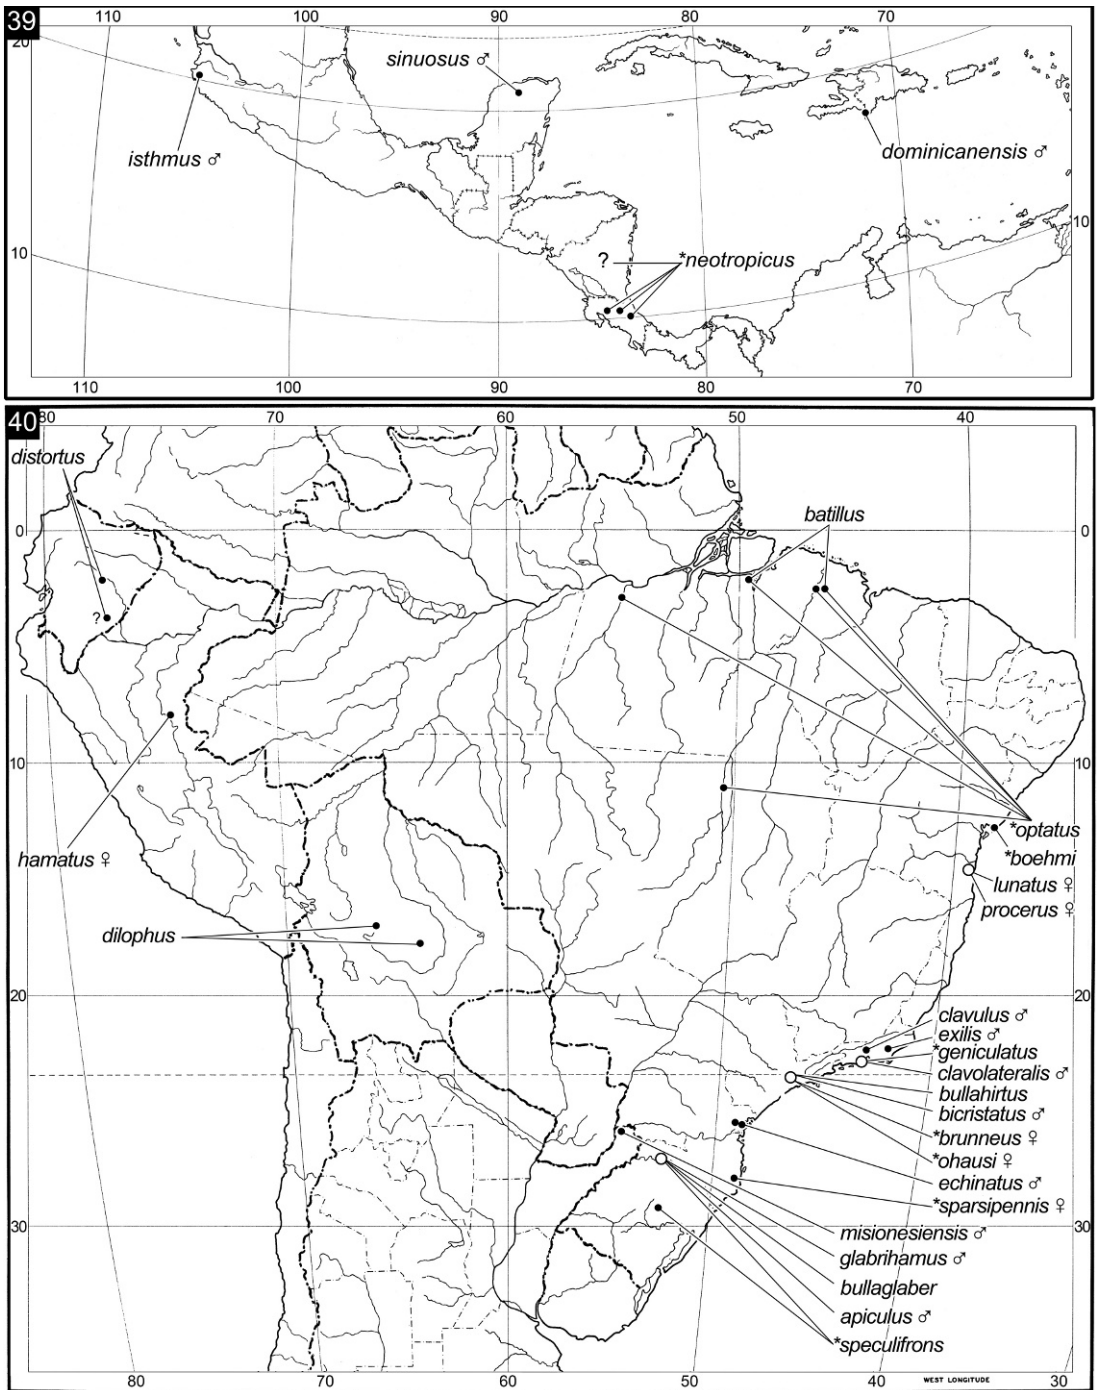 39
110 100 90 80 70
20
sinuosus ♂
isthmus ♂
dominicanensis ♂
10 10
? *neotropicus
110 100 90 80 70
40
80 70 60 50 40
distortus
batillus
0 0
?
10 10
*optatus
*boehmi
hamatus ♀
lunatus ♀
procerus ♀
dilophus
20 20
clavulus ♂
exilis ♂
*geniculatus
clavolateralis ♂
bullahirtus
bicristatus ♂
*brunneus ♀
*ohausi ♀
echinatus ♂
*sparsipennis ♀
30 30
misionesiensis ♂
glabrihamus ♂
bullaglaber
apiculus ♂
*speculifrons
80 70 60 50 40 WEST LONGITUDE 30